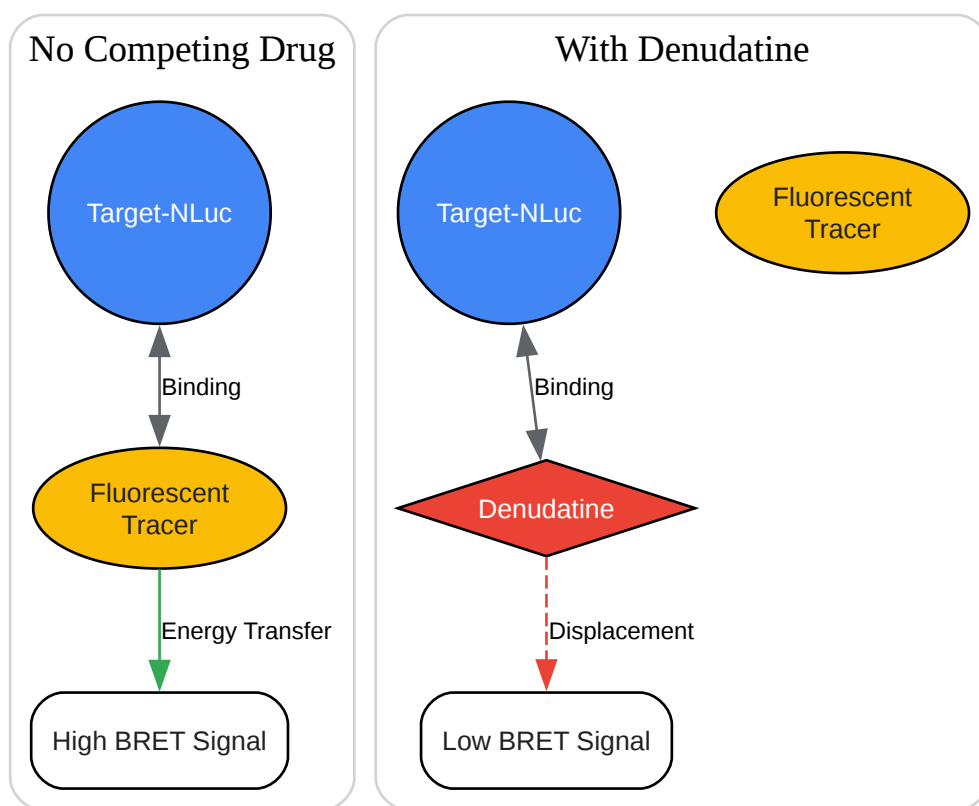 No Competing Drug
Target-NLuc
Binding
Fluorescent
Tracer
Energy Transfer
High BRET Signal
With Denudatine
Target-NLuc
Fluorescent
Tracer
Binding
Denudatine
Displacement
Low BRET Signal